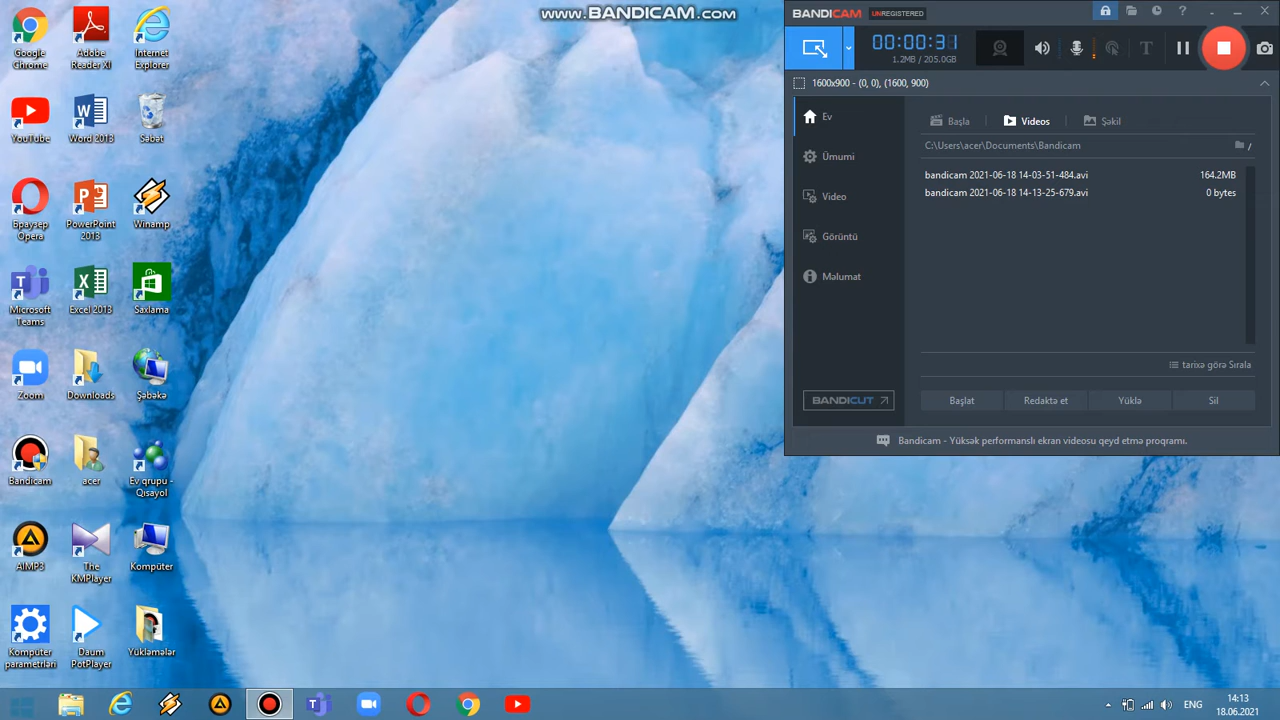 Google
Chrome
Adobe
Reader XI
Internet
Explorer
YouTube
Word 2013
Səbət
Браузер
Opera
PowerPoint
2013
Winamp
Microsoft
Teams
Excel 2013
Saxlama
Zoom
Downloads
Şəbəkə
Bandicam
acer
Ev qrupu -
Qısayol
AIMP3
The
KMPlayer
Kompüter
Komputer
parametrləri
Daum
PotPlayer
Yükləmələr
www.BANDICAM.com
BANDICAM UNREGISTERED
00:00:31
1.2MB / 205.0GB
1600x900 - (0, 0), (1600, 900)
Ev
Ümumi
Video
Görüntü
Məlumat
BANDICUT
Başla
Videos
Şəkil
C:\Users\acer\Documents\Bandicam
bandicam 2021-06-18 14-03-51-484.avi 164.2MB
bandicam 2021-06-18 14-13-25-679.avi 0 bytes
tarixə görə Sırala
Başlat
Redaktə et
Yüklə
Sil
Bandicam - Yüksək performanslı ekran videosu qeyd etmə proqramı.
ENG
14:13
18.06.2021